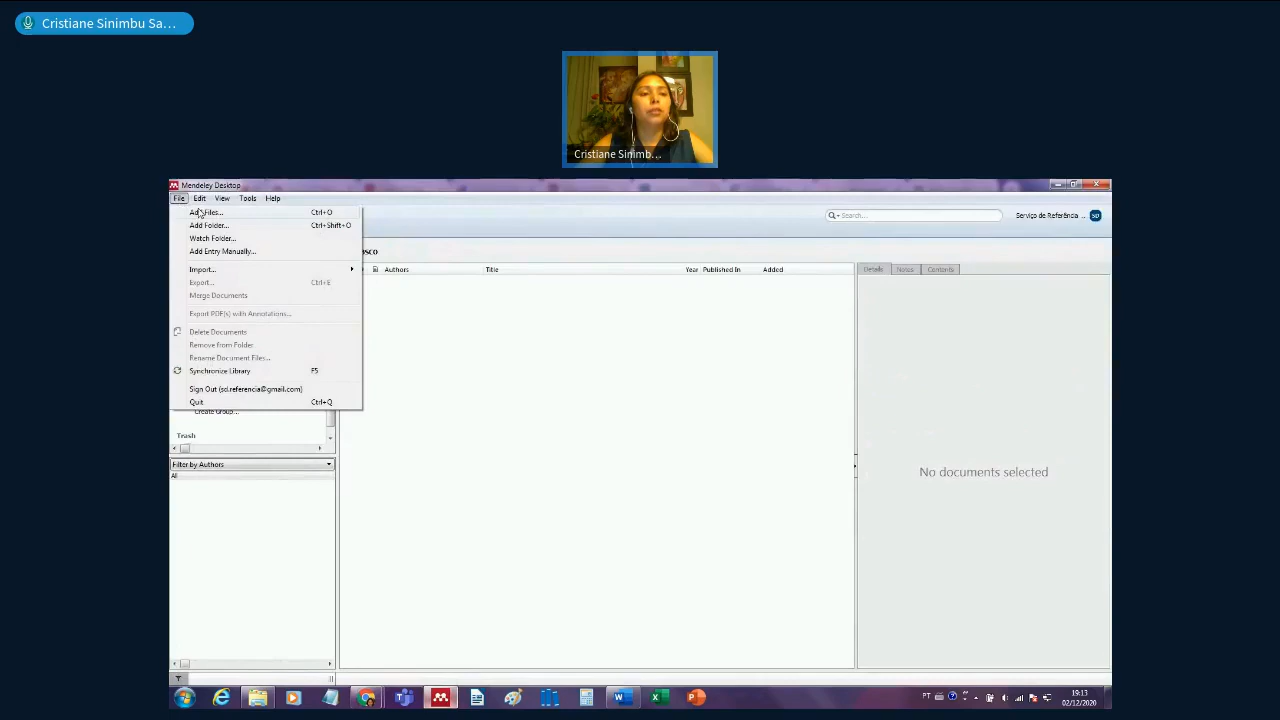 Cristiane Sinimbu Sa...
Cristiane Sinimb...
Mendeley Desktop
File Edit View Tools Help
Add Files... Ctrl+O
Search...
Serviço de Referência ... SD
Add Folder... Ctrl+Shift+O
Watch Folder...
Add Entry Manually...
Import...
Authors Title Year Published In Added
Details Notes Contents
Export... Ctrl+E
Merge Documents
Export PDF(s) with Annotations...
Delete Documents
Remove from Folder
Rename Document Files...
Synchronize Library F5
Sign Out (sd.referencia@gmail.com)
Quit Ctrl+Q
Create Group...
Trash
Filter by Authors
All
No documents selected
PT
19:13
02/12/2020